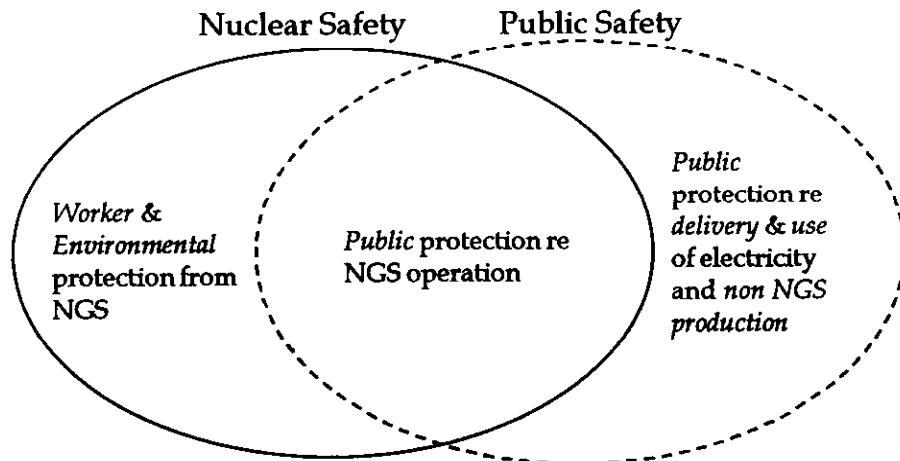 Nuclear Safety
Public Safety
Worker &
Environmental
protection from
NGS
Public protection re
NGS operation
Public
protection re
delivery & use
of electricity
and non NGS
production